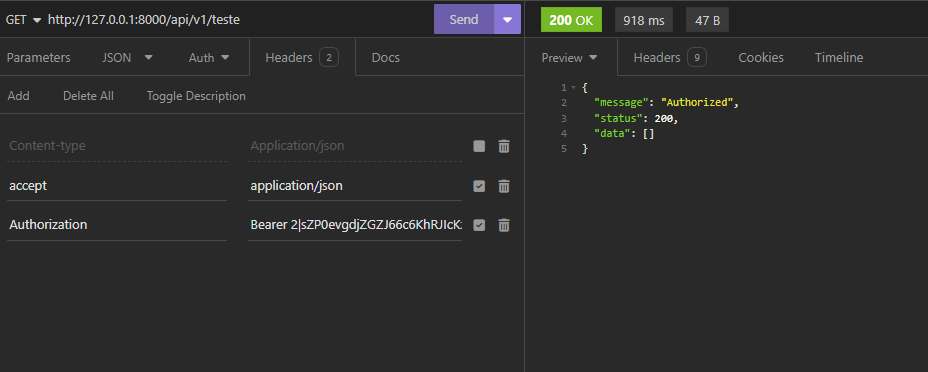 GET http://127.0.0.1:8000/api/v1/teste Send
200 OK 918 ms 47 B
Parameters JSON Auth Headers 2 Docs
Preview Headers 9 Cookies Timeline
Add Delete All Toggle Description
Content-type Application/json
accept application/json
Authorization Bearer 2|sZP0evgdjZGZJ66c6KhRJIcK
1 {
2 "message": "Authorized",
3 "status": 200,
4 "data": []
5 }